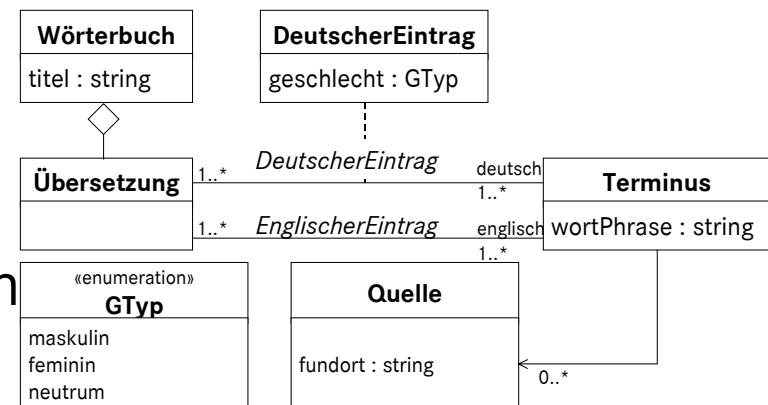 Wörterbuch
titel : string
DeutscherEintrag
geschlecht : GTyp
Übersetzung
1..*
DeutscherEintrag
deutsch
1..*
1..*
EnglischerEintrag
englisch
1..*
Terminus
wortPhrase : string
n
«enumeration»
GTyp
maskulin
feminin
neutrum
Quelle
fundort : string
0..*